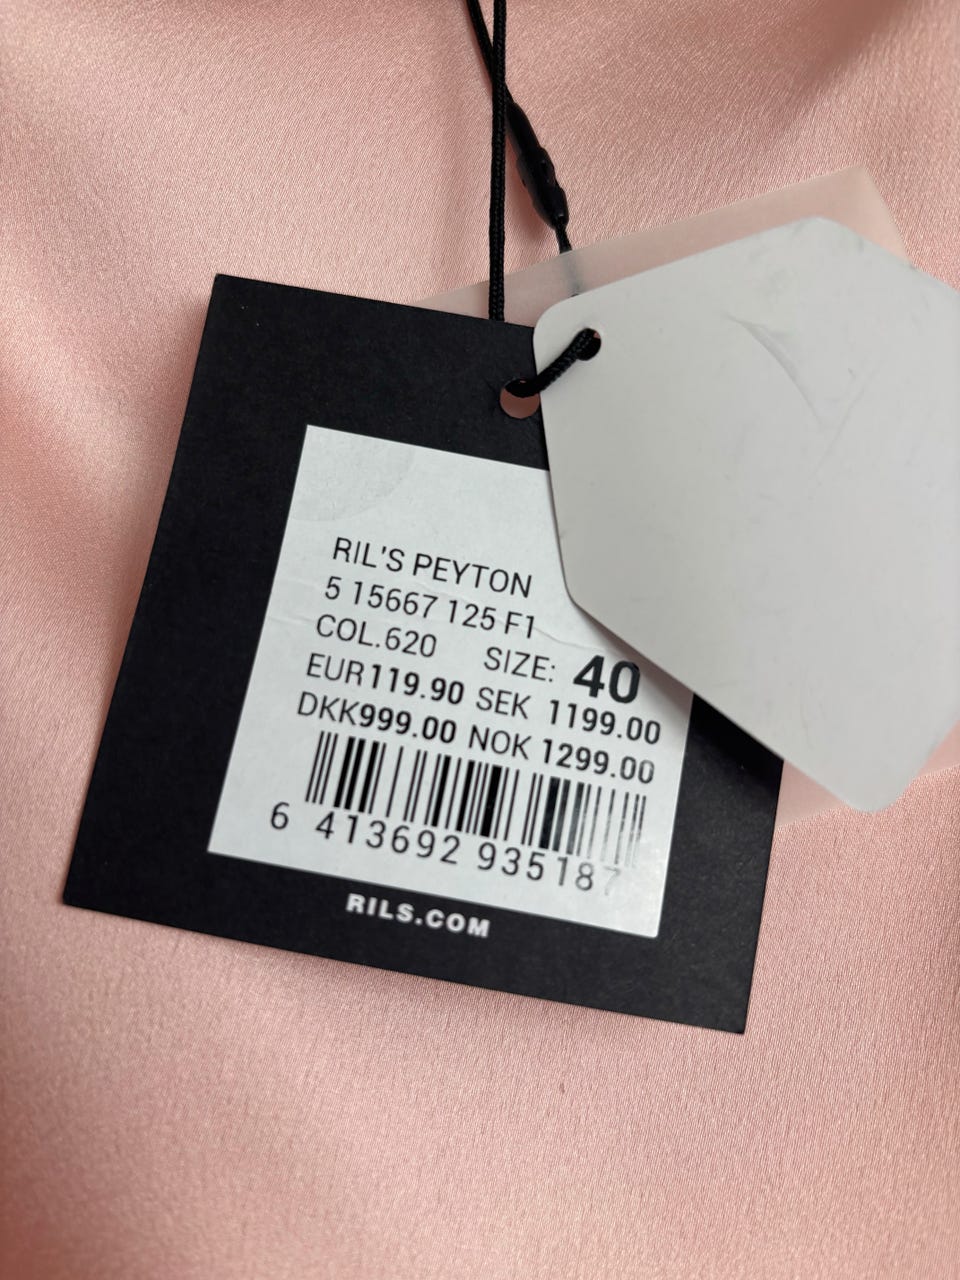 RIL'S PEYTON
5 15667 125 F1
COL.620 SIZE: 40
EUR119.90 SEK 1199.00
DKK999.00 NOK 1299.00
6 413692 935187
RILS.COM